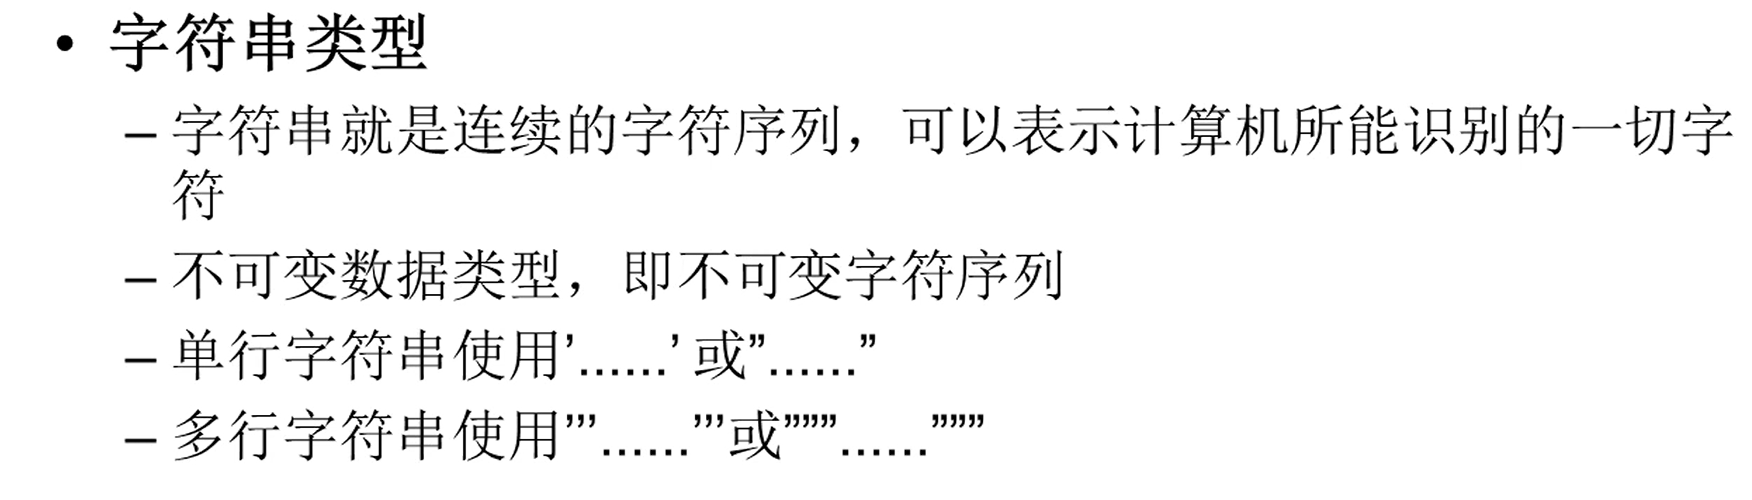 • 字符串类型
– 字符串就是连续的字符序列，可以表示计算机所能识别的一切字
符
– 不可变数据类型，即不可变字符序列
– 单行字符串使用’……’ 或”……”
– 多行字符串使用’’’……’’’或”””……”””